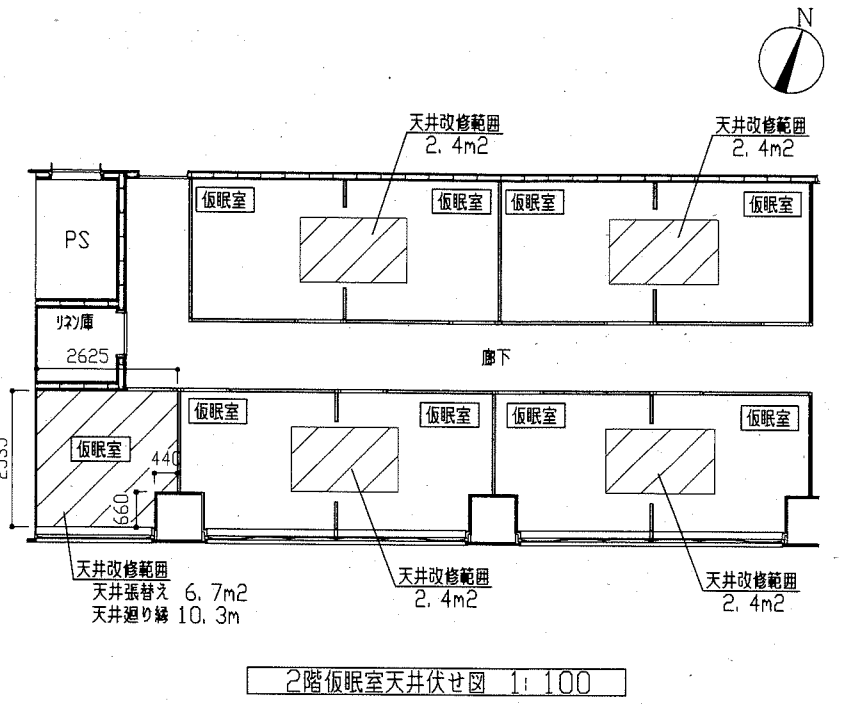 N
天井改修範囲
2.4m2
天井改修範囲
2.4m2
仮眠室
仮眠室
仮眠室
仮眠室
PS
リネン庫
2625
廊下
仮眠室
仮眠室
仮眠室
仮眠室
仮眠室
440
660
天井改修範囲
天井張替え 6.7m2
天井廻り縁 10.3m
天井改修範囲
2.4m2
天井改修範囲
2.4m2
2階仮眠室天井伏せ図 1:100